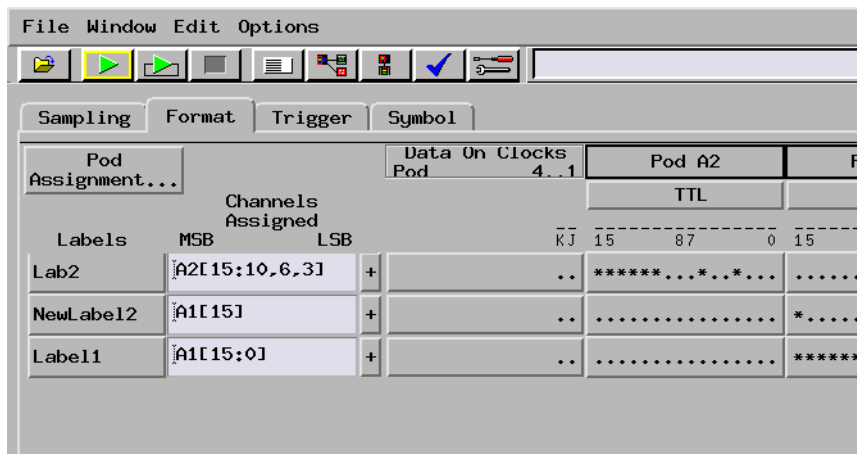 File Window Edit Options
Sampling Format Trigger Symbol
Pod Assignment...
Data On Clocks
Pod 4..1
Pod A2
P
TTL
Channels
Assigned
Labels MSB LSB KJ 15 87 0 15
Lab2 A2[15:10,6,3] + .. ******...*..*... ......
NewLabel2 A1[15] + .. ................ *.....
Label1 A1[15:0] + .. ................ ******